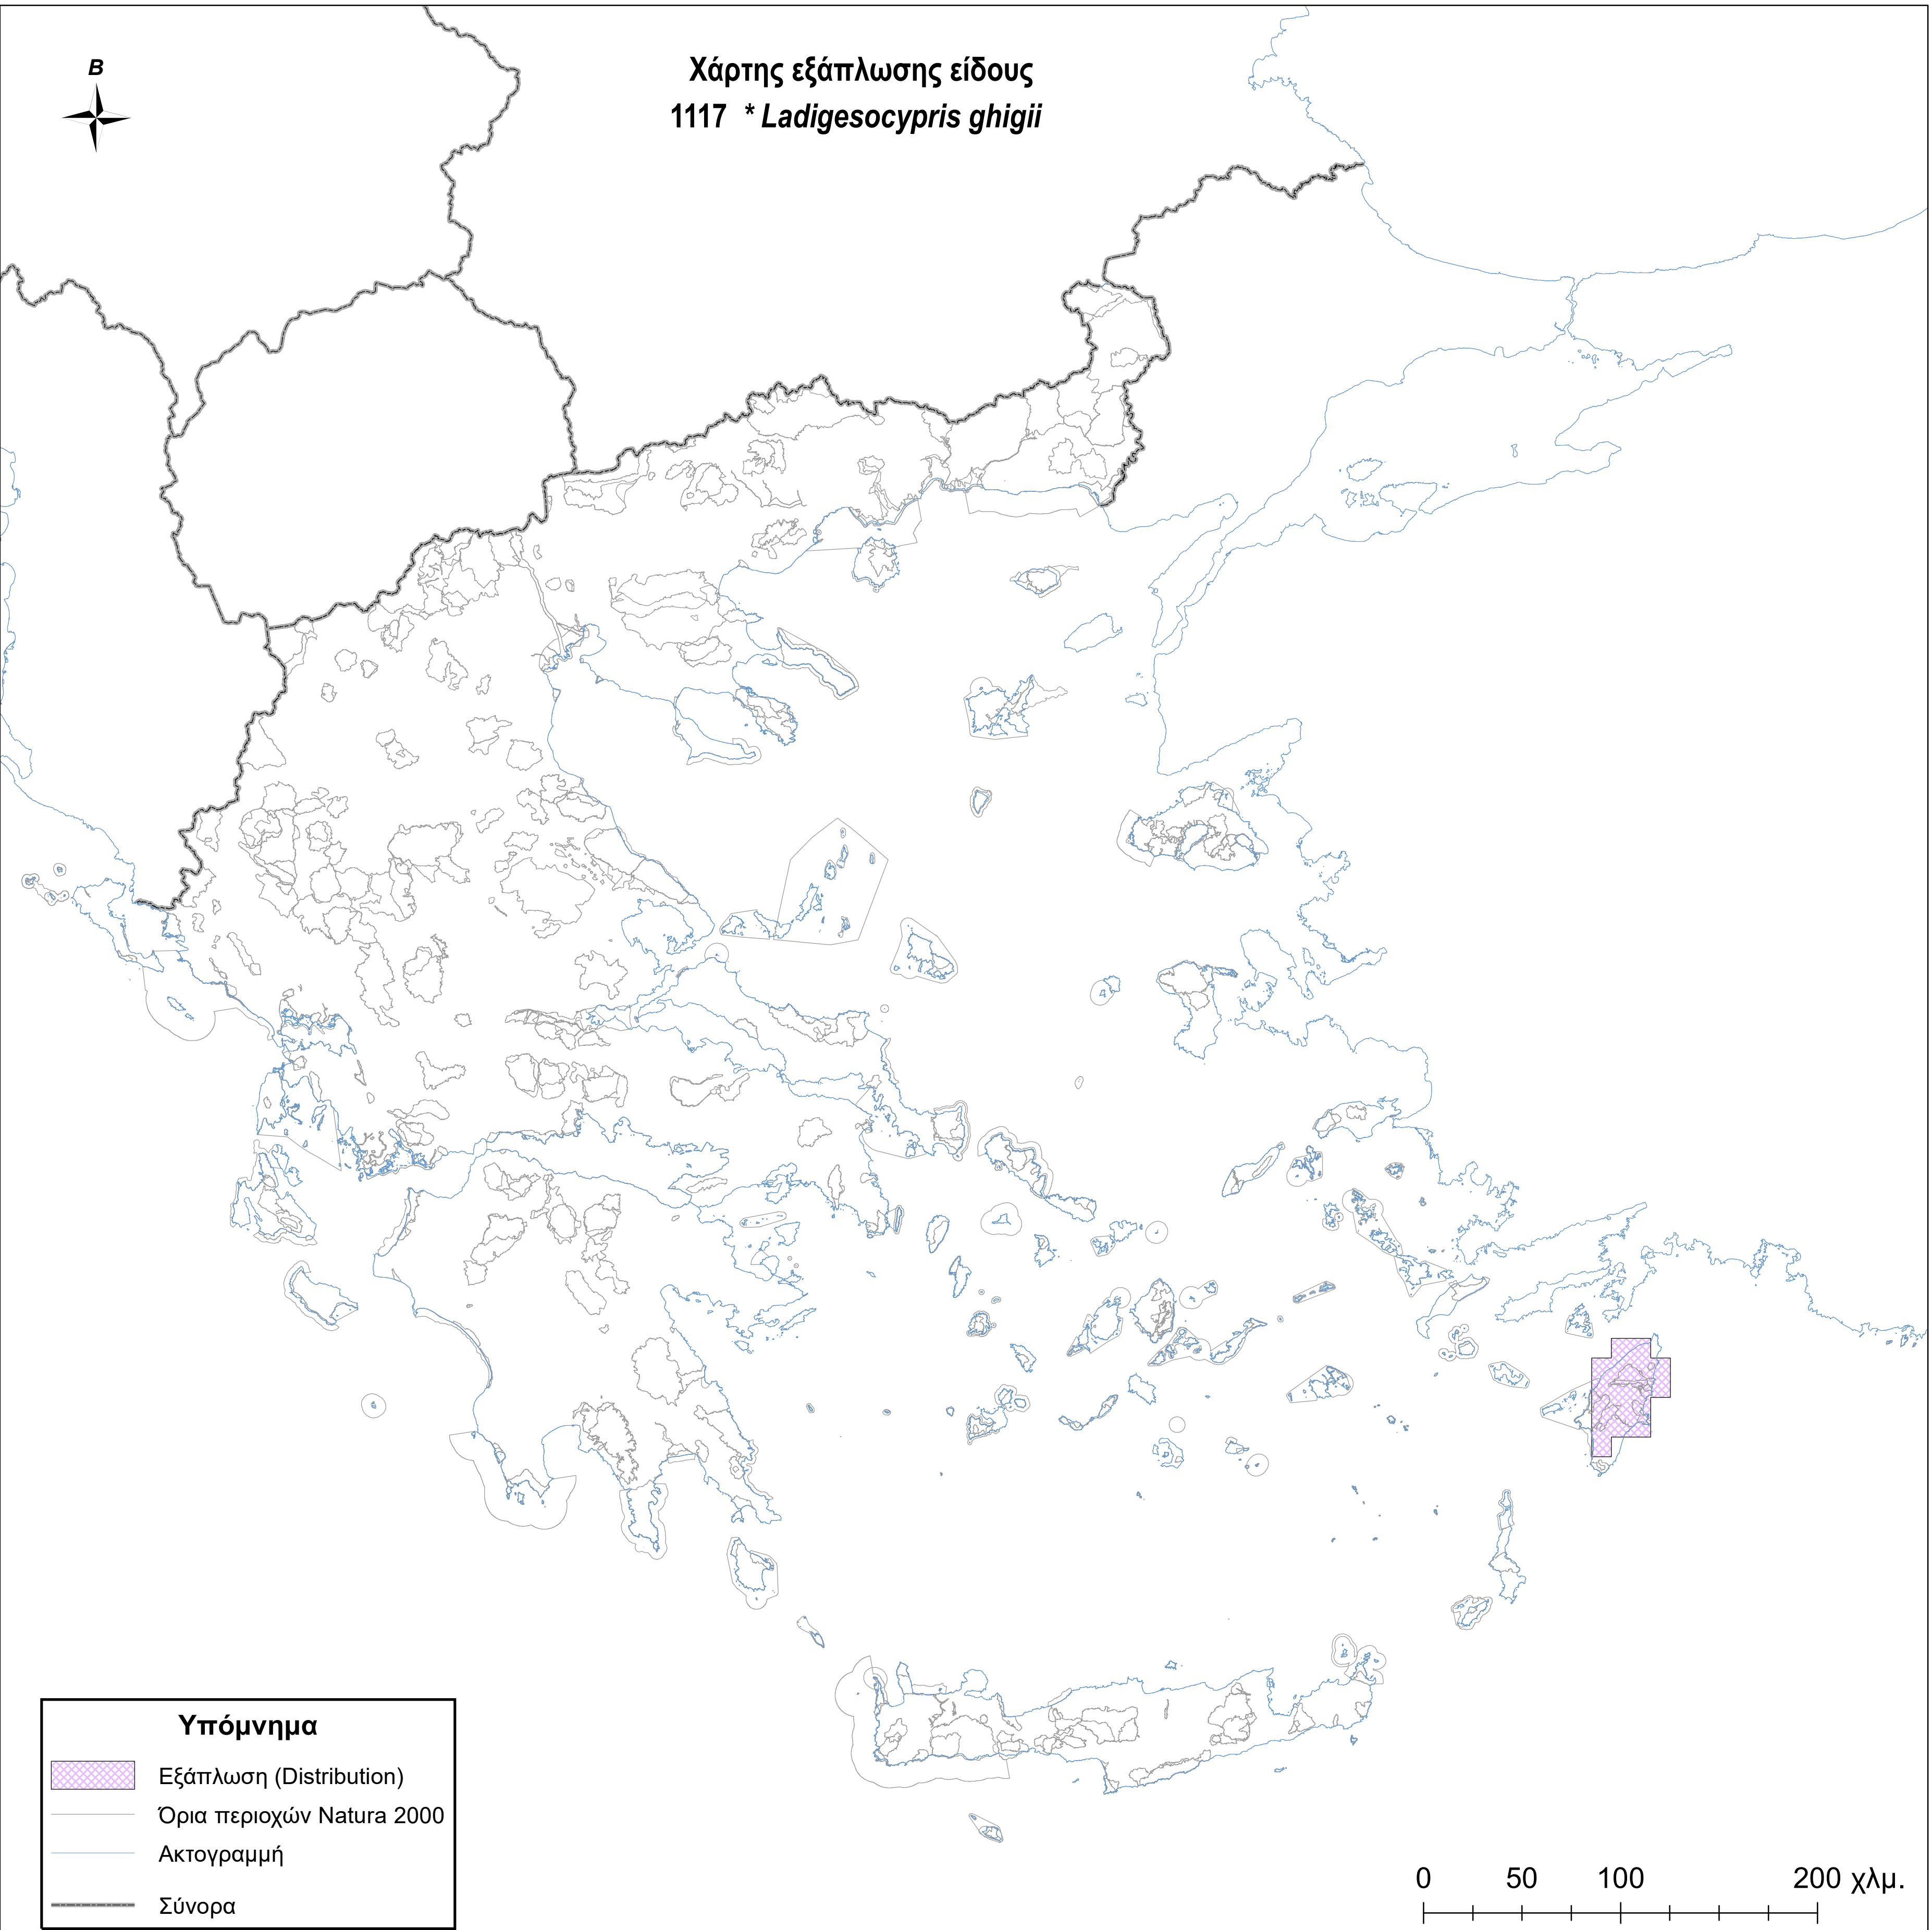 Χάρτης εξάπλωσης είδους
1117 * Ladigesocypris ghigii
Β
Υπόμνημα
Εξάπλωση (Distribution)
Όρια περιοχών Natura 2000
Ακτογραμμή
Σύνορα
0 50 100 200 χλμ.